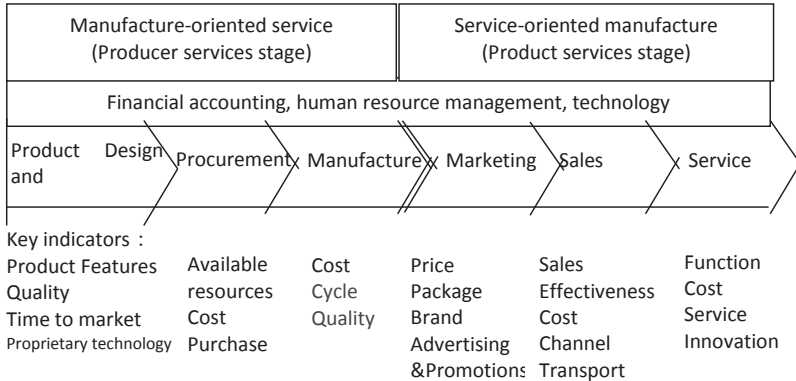 Manufacture-oriented service
(Producer services stage)
Service-oriented manufacture
(Product services stage)
Financial accounting, human resource management, technology
Product Design
and
Procurement
Manufacture
Marketing
Sales
Service
Key indicators：
Product Features
Quality
Time to market
Proprietary technology
Available
resources
Cost
Purchase
Cost
Cycle
Quality
Price
Package
Brand
Advertising
&Promotions
Sales
Effectiveness
Cost
Channel
Transport
Function
Cost
Service
Innovation